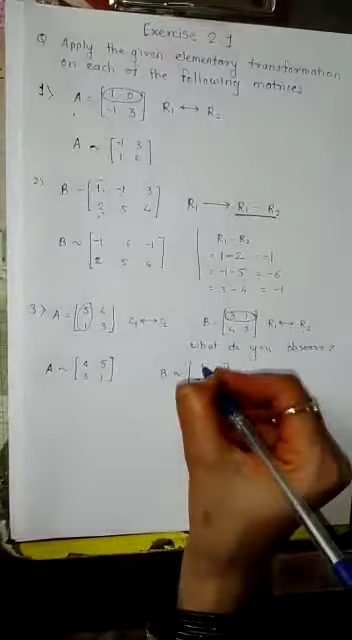 Exercise 2.1
Q Apply the given elementary transformation
on each of the following matrices
1) A = [1 0
-1 3] R1 ↔ R2
A ~ [-1 3
1 0]
2) B = [1 -1 3
2 5 4] R1 → R1 - R2
B ~ [-1 -6 -1
2 5 4]
R1 - R2
= 1 - 2 = -1
= -1 - 5 = -6
= 3 - 4 = -1
3) A = [5 4
1 3] C1 ↔ C2
B = [3 1
4 5] R1 ↔ R2
What do you observe?
A ~ [4 5
3 1]
B ~ [